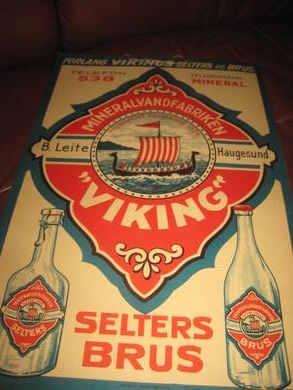 FORLANG VIKINGS SELTERS OG BRUS
TELEFON
538
TELEGRAMADR.
MINERAL
MINERALVANDFABRIKEN
B. Leite
Haugesund
"VIKING"
SELTERS
BRUS
SELTERS
BRUS